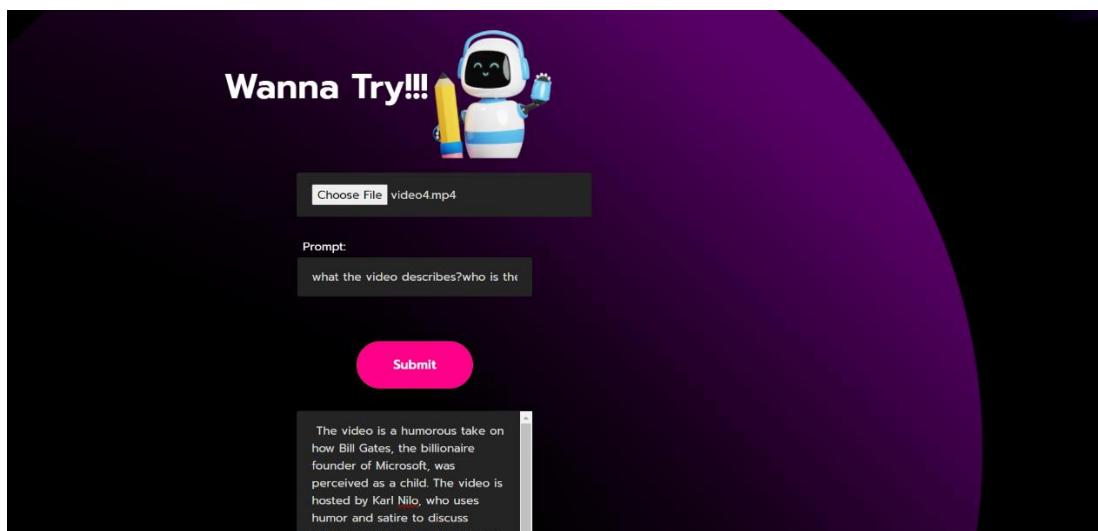 Wanna Try!!!
Choose File video4.mp4
Prompt:
what the video describes?who is the
Submit
The video is a humorous take on
how Bill Gates, the billionaire
founder of Microsoft, was
perceived as a child. The video is
hosted by Karl Nilo, who uses
humor and satire to discuss